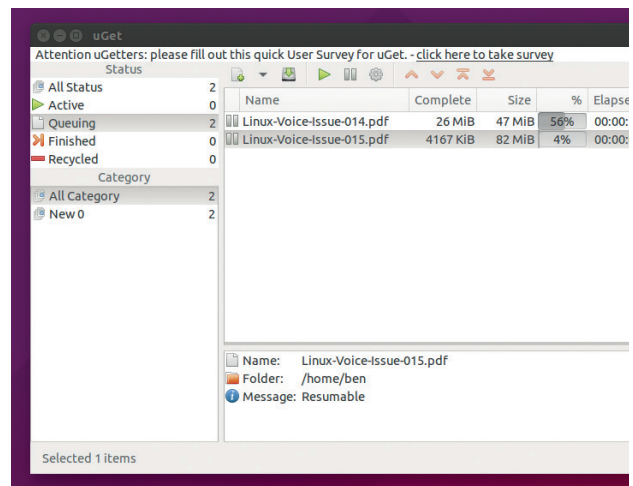 uGet
Attention uGetters: please fill out this quick User Survey for uGet. - click here to take survey
Status
All Status 2
Active 0
Queuing 2
Finished 0
Recycled 0
Category
All Category 2
New 0 2
Name Complete Size % Elapse
Linux-Voice-Issue-014.pdf 26 MiB 47 MiB 56% 00:00:
Linux-Voice-Issue-015.pdf 4167 KiB 82 MiB 4% 00:00:
Name: Linux-Voice-Issue-015.pdf
Folder: /home/ben
Message: Resumable
Selected 1 items